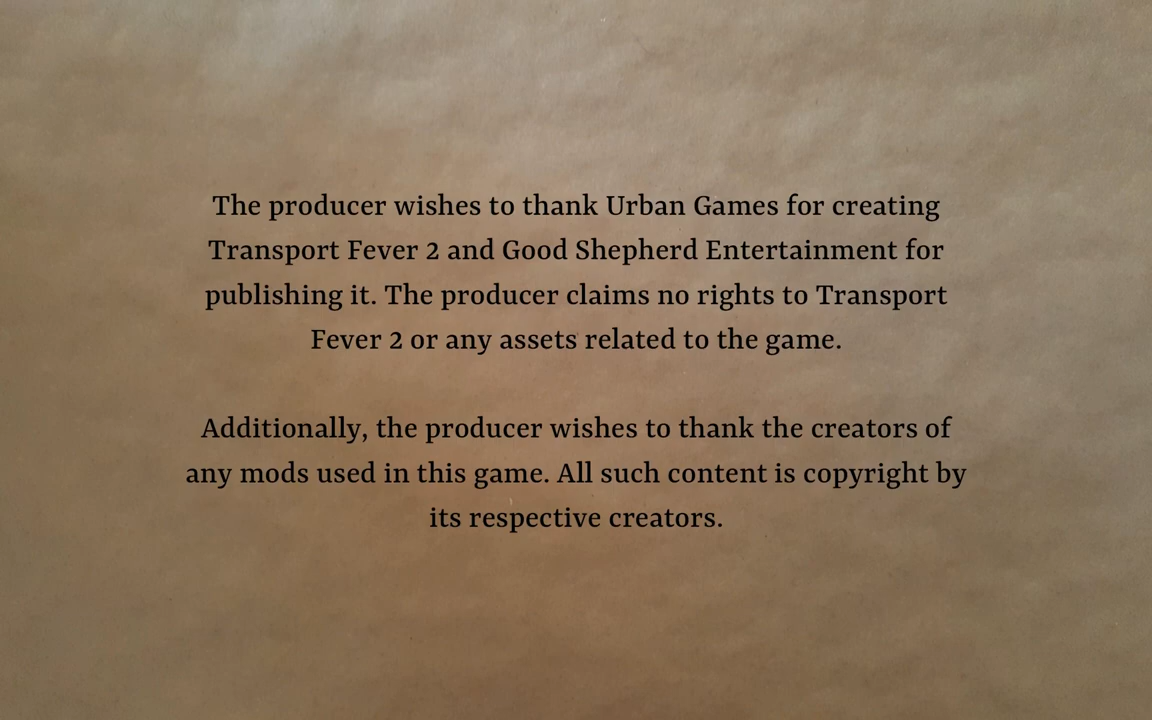 The producer wishes to thank Urban Games for creating
Transport Fever 2 and Good Shepherd Entertainment for
publishing it. The producer claims no rights to Transport
Fever 2 or any assets related to the game.
Additionally, the producer wishes to thank the creators of
any mods used in this game. All such content is copyright by
its respective creators.